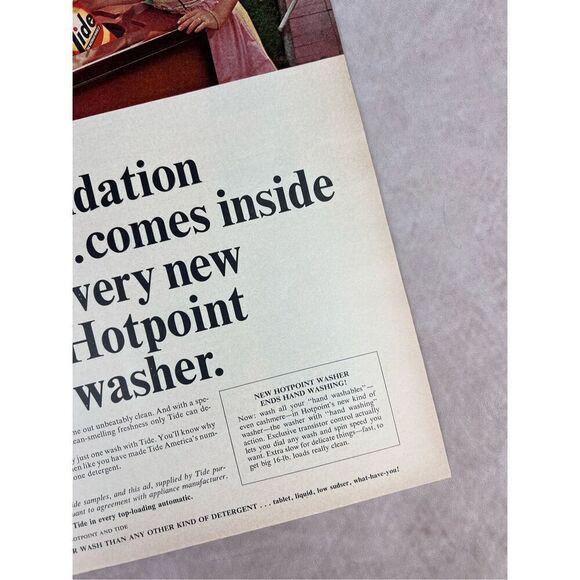 Tide
dation
..comes inside
very new
Hotpoint
washer.
me out unbeatably clean. And with a spe-
ean-smelling freshness only Tide can de-
ry just one wash with Tide. You'll know why
men like you have made Tide America's num-
one detergent.
ide samples, and this ad, supplied by Tide pur-
uant to agreement with appliance manufacturer.
Tide in every top-loading automatic.
HOTPOINT AND TIDE
R WASH THAN ANY OTHER KIND OF DETERGENT . . . tablet, liquid, low sudser, what-have-you!
NEW HOTPOINT WASHER
ENDS HAND WASHING!
Now: wash all your "hand washables"—
even cashmere—in Hotpoint's new kind of
washer—the washer with "hand washing"
action. Exclusive transistor control actually
lets you dial any wash and spin speed you
want. Extra slow for delicate things—fast, to
get big 16-lb. loads really clean.